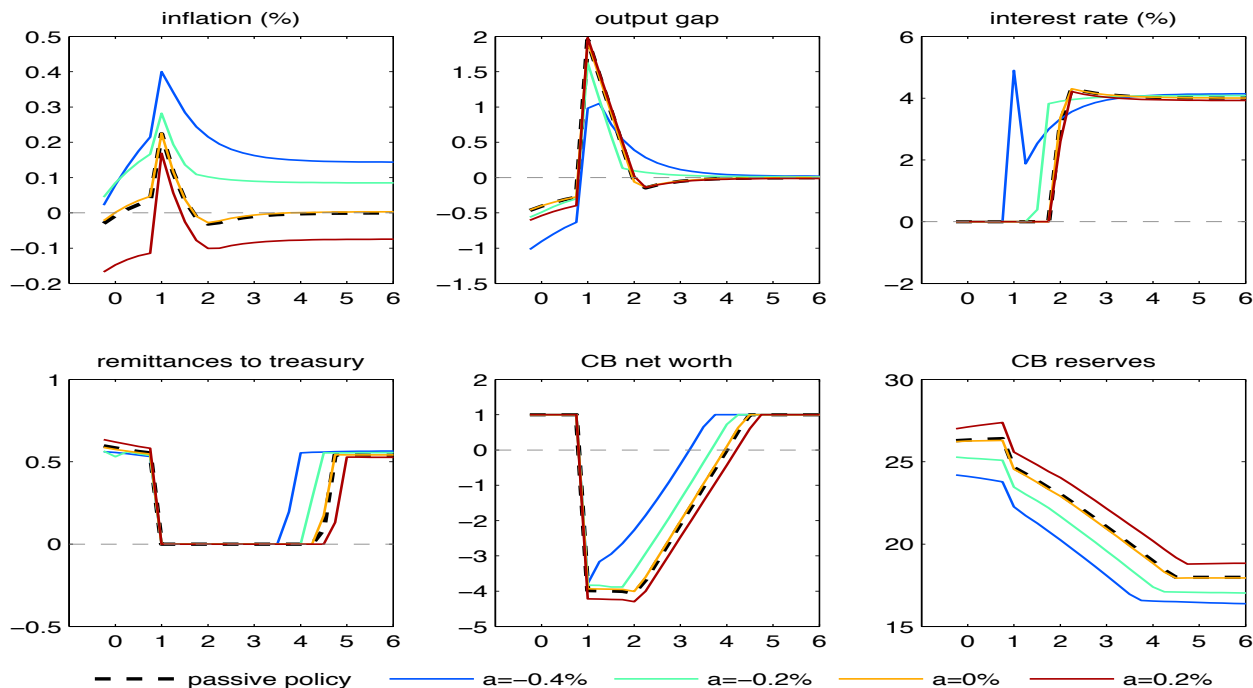 inflation (%)
output gap
interest rate (%)
0.5
0.4
0.3
0.2
0.1
0
−0.1
−0.2
0 1 2 3 4 5 6
2
1.5
1
0.5
0
−0.5
−1
−1.5
0 1 2 3 4 5 6
6
4
2
0
−2
0 1 2 3 4 5 6
remittances to treasury
CB net worth
CB reserves
1
0.5
0
−0.5
0 1 2 3 4 5 6
2
1
0
−1
−2
−3
−4
−5
0 1 2 3 4 5 6
30
25
20
15
0 1 2 3 4 5 6
passive policy a=−0.4% a=−0.2% a=0% a=0.2%